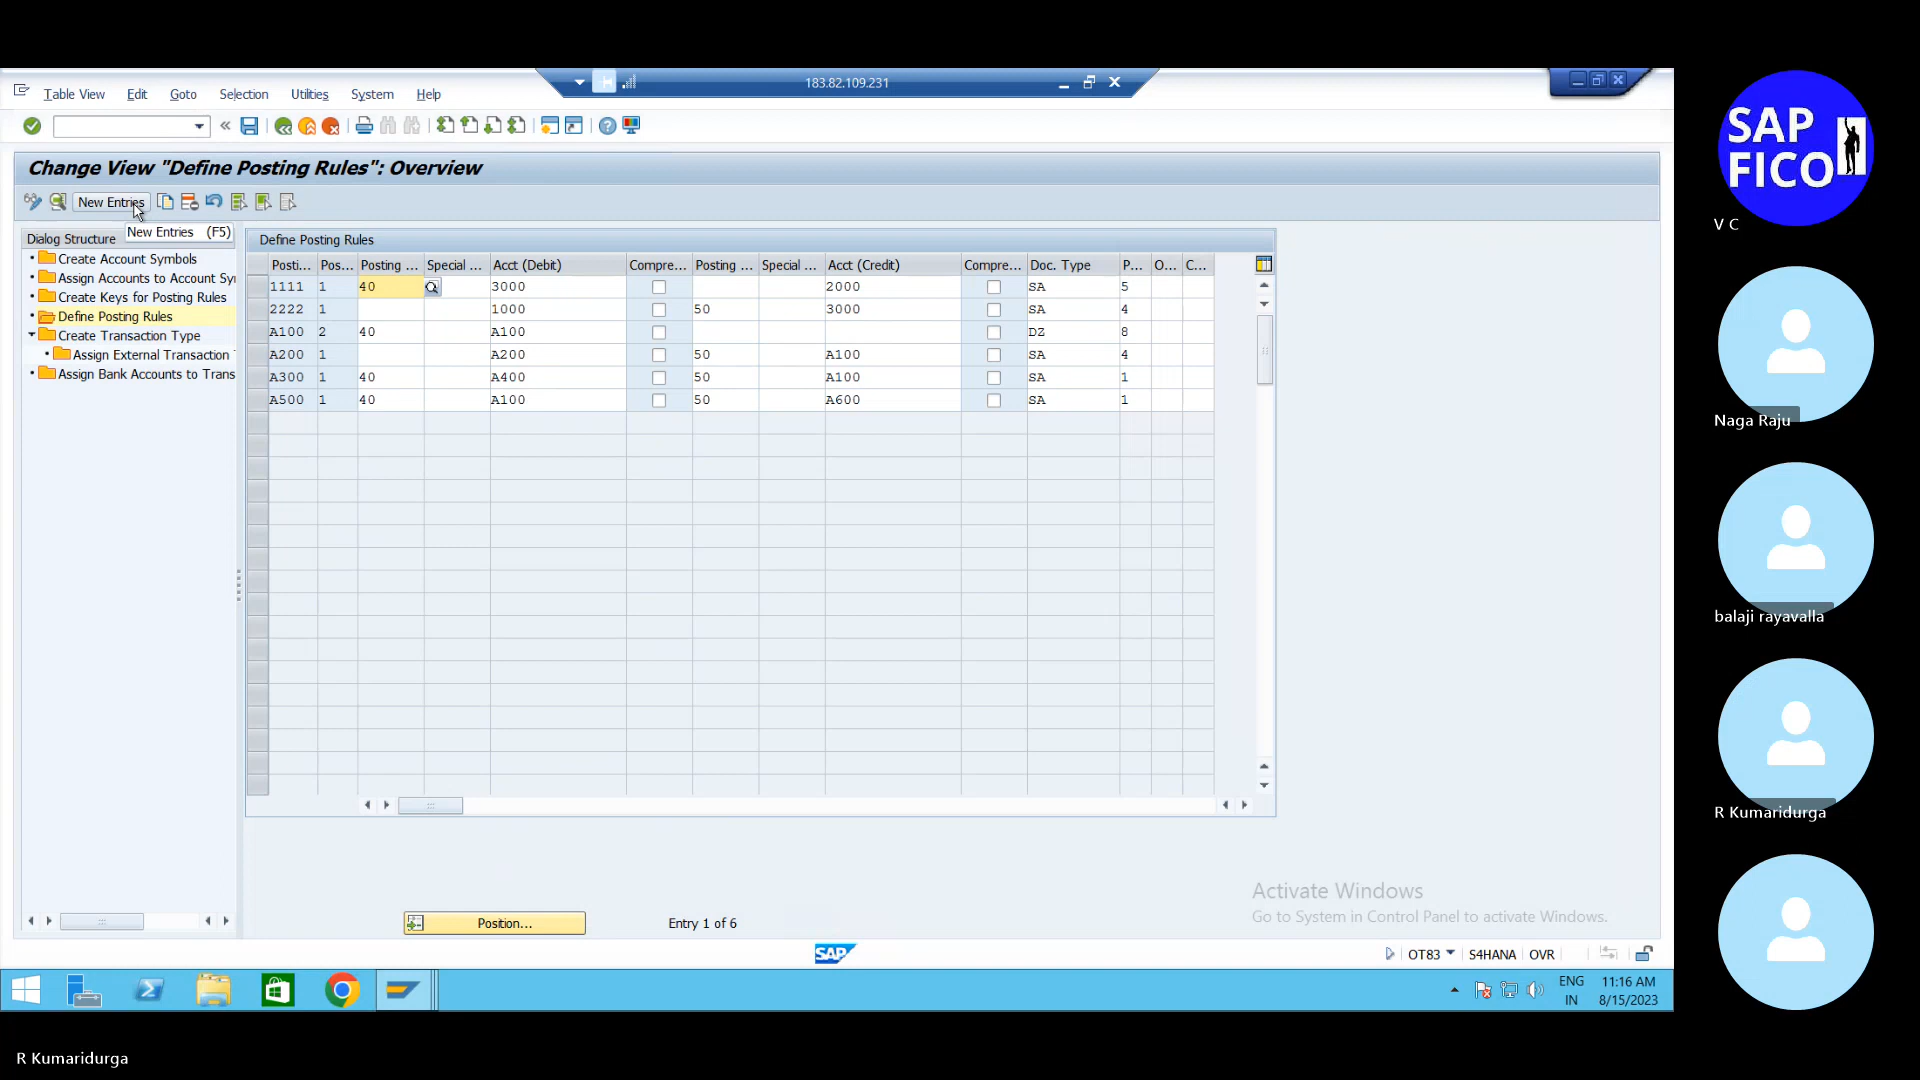 183.82.109.231
Table View Edit Goto Selection Utilities System Help
Change View "Define Posting Rules": Overview
New Entries
New Entries (F5)
Dialog Structure
Create Account Symbols
Assign Accounts to Account Sy
Create Keys for Posting Rules
Define Posting Rules
Create Transaction Type
Assign External Transaction
Assign Bank Accounts to Trans
Define Posting Rules
Posti... Pos... Posting ... Special ... Acct (Debit) Compre... Posting ... Special ... Acct (Credit) Compre... Doc. Type P... O... C...
1111 1 40 3000 2000 SA 5
2222 1 1000 50 3000 SA 4
A100 2 40 A100 DZ 8
A200 1 A200 50 A100 SA 4
A300 1 40 A400 50 A100 SA 1
A500 1 40 A100 50 A600 SA 1
Position...
Entry 1 of 6
Activate Windows
Go to System in Control Panel to activate Windows.
SAP
OT83 S4HANA OVR
ENG
IN
11:16 AM
8/15/2023
SAP
FICO
V C
Naga Raju
balaji rayavalla
R Kumaridurga
R Kumaridurga